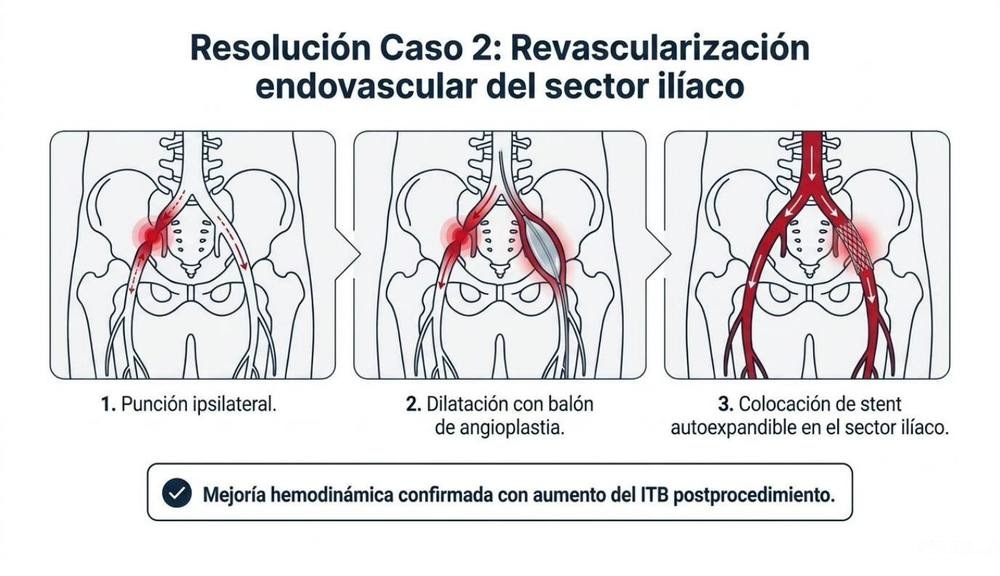 Resolución Caso 2: Revascularización
endovascular del sector ilíaco
1. Punción ipsilateral.
2. Dilatación con balón
de angioplastia.
3. Colocación de stent
autoexpandible en el sector ilíaco.
Mejoría hemodinámica confirmada con aumento del ITB postprocedimiento.